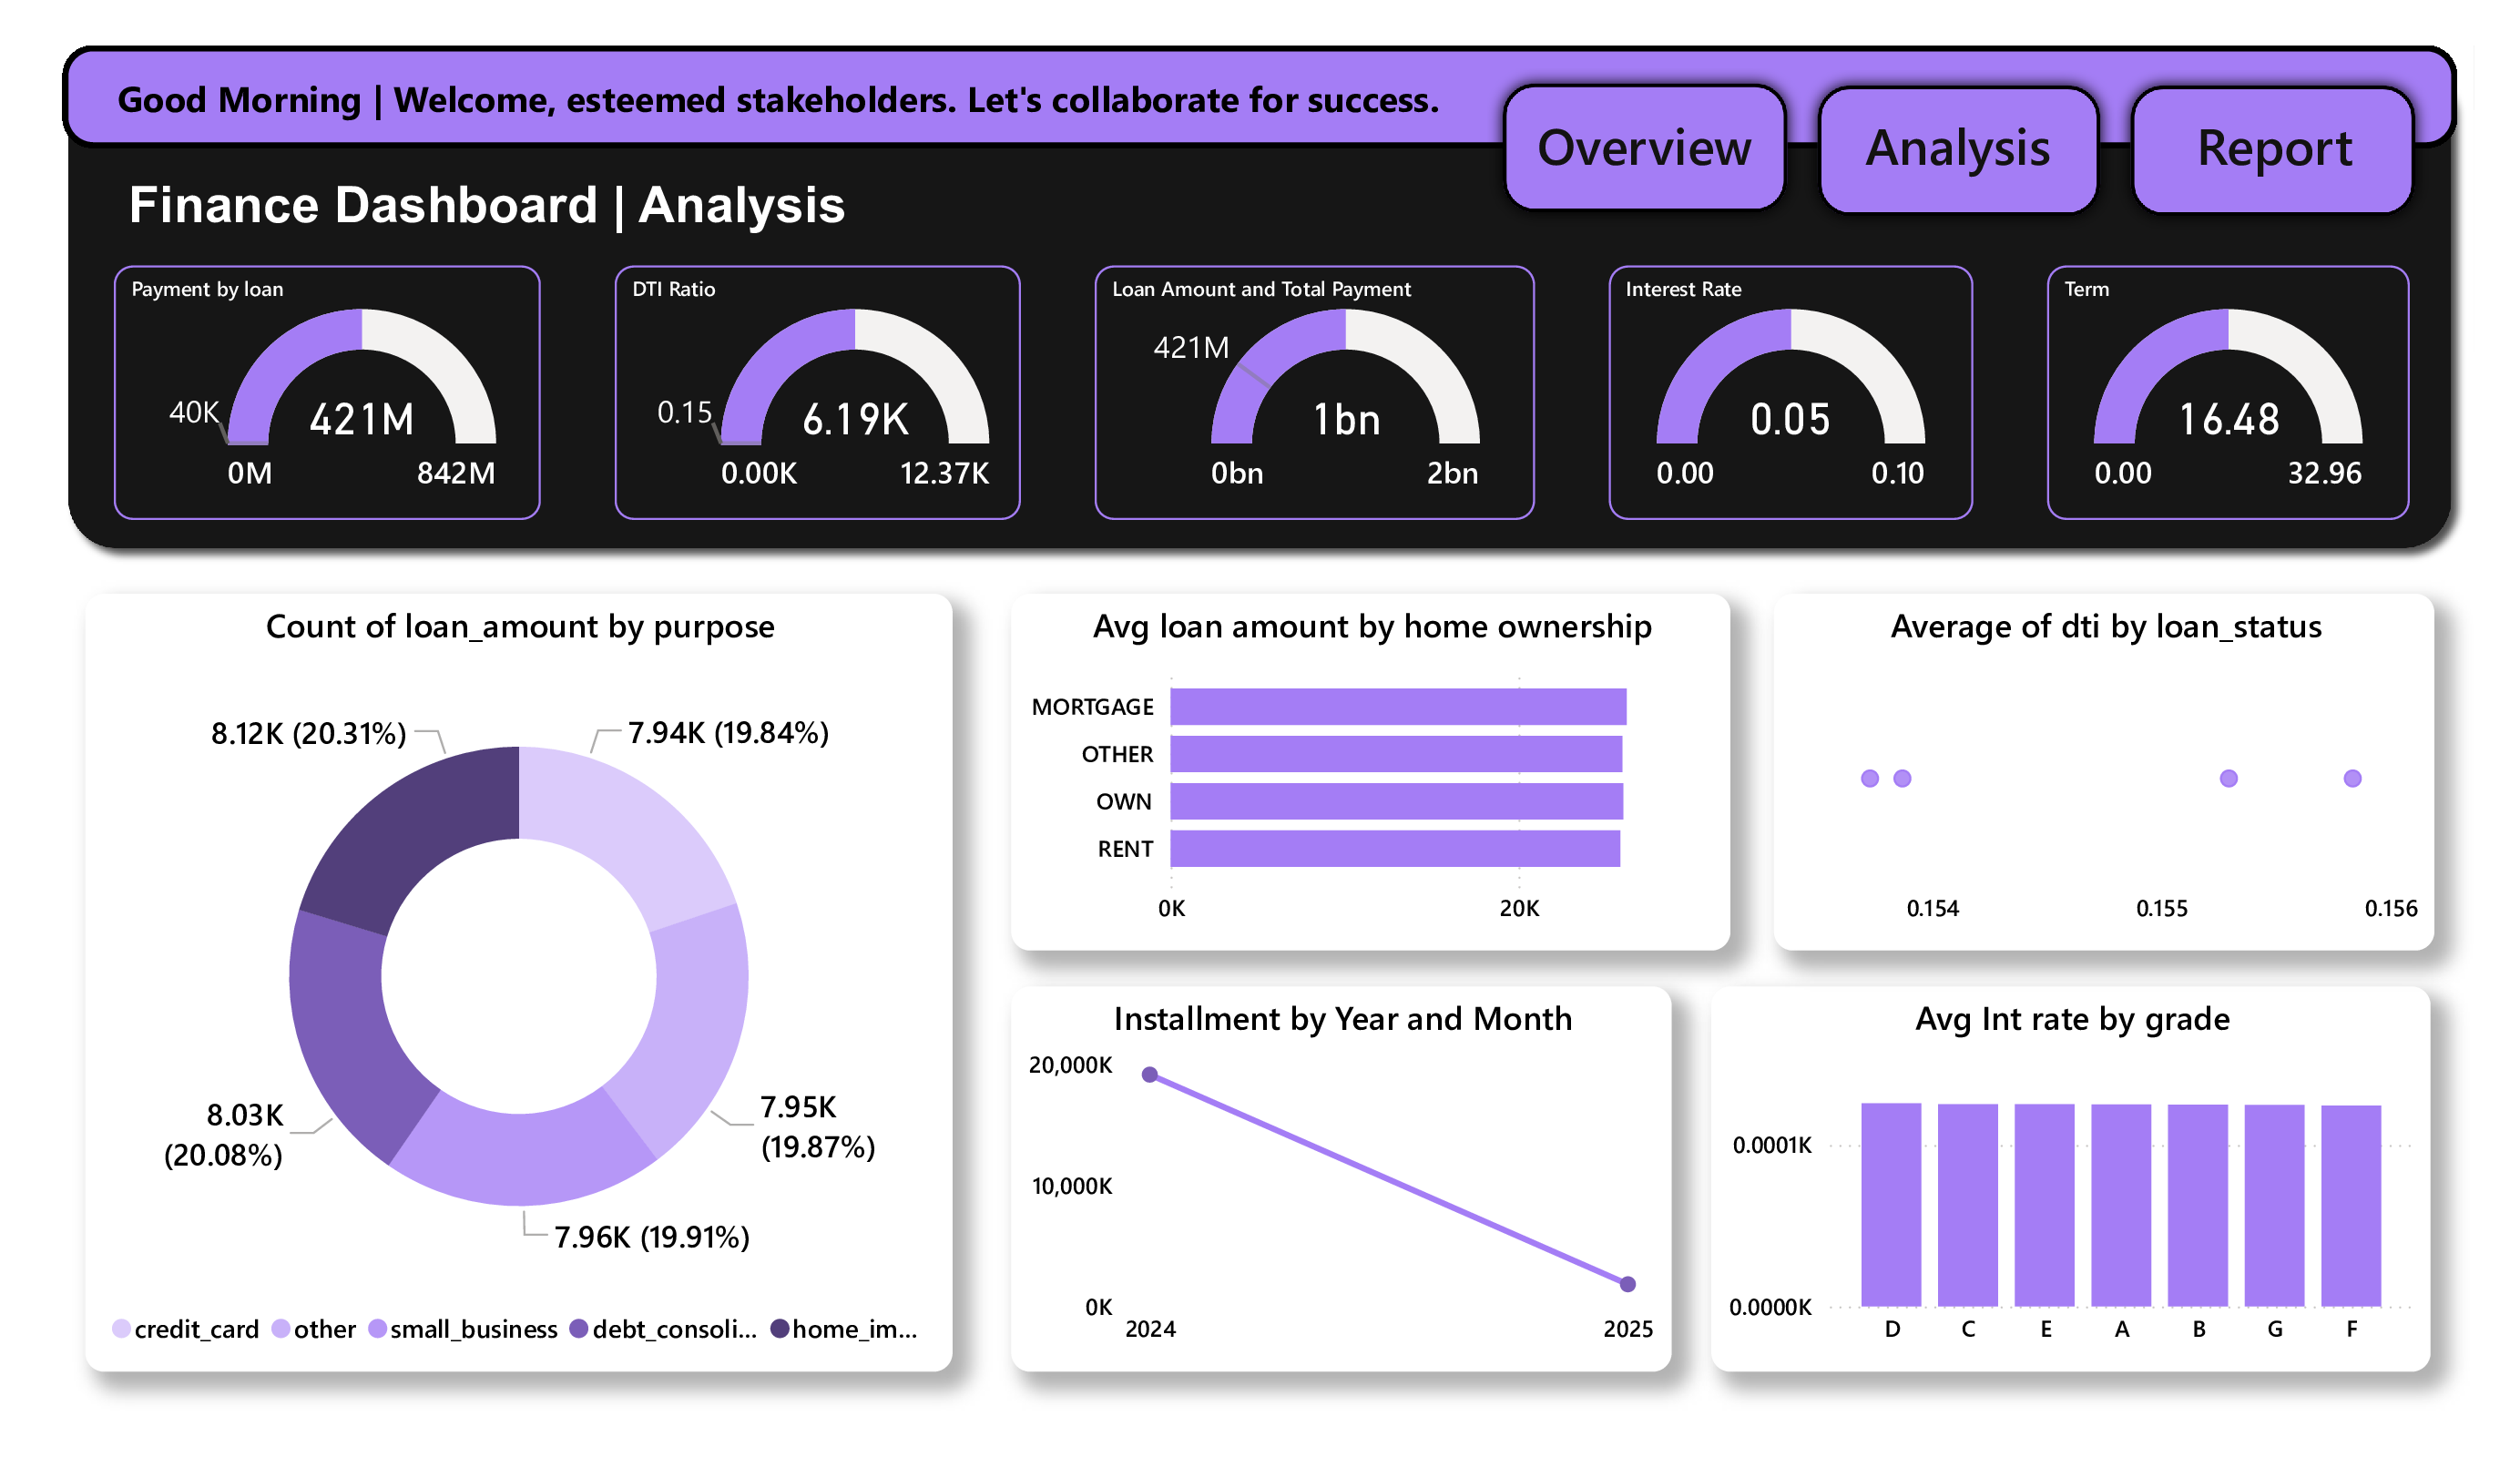 Good Morning | Welcome, esteemed stakeholders. Let's collaborate for success.
Overview
Analysis
Report
Finance Dashboard | Analysis
Payment by loan
40K
421M
0M
842M
DTI Ratio
0.15
6.19K
0.00K
12.37K
Loan Amount and Total Payment
421M
1bn
0bn
2bn
Interest Rate
0.05
0.00
0.10
Term
16.48
0.00
32.96
Count of loan_amount by purpose
8.12K (20.31%)
7.94K (19.84%)
8.03K
(20.08%)
7.95K
(19.87%)
7.96K (19.91%)
credit_card
other
small_business
debt_consoli...
home_im...
Avg loan amount by home ownership
MORTGAGE
OTHER
OWN
RENT
0K
20K
Average of dti by loan_status
0.154
0.155
0.156
Installment by Year and Month
20,000K
10,000K
0K
2024
2025
Avg Int rate by grade
0.0001K
0.0000K
D
C
E
A
B
G
F